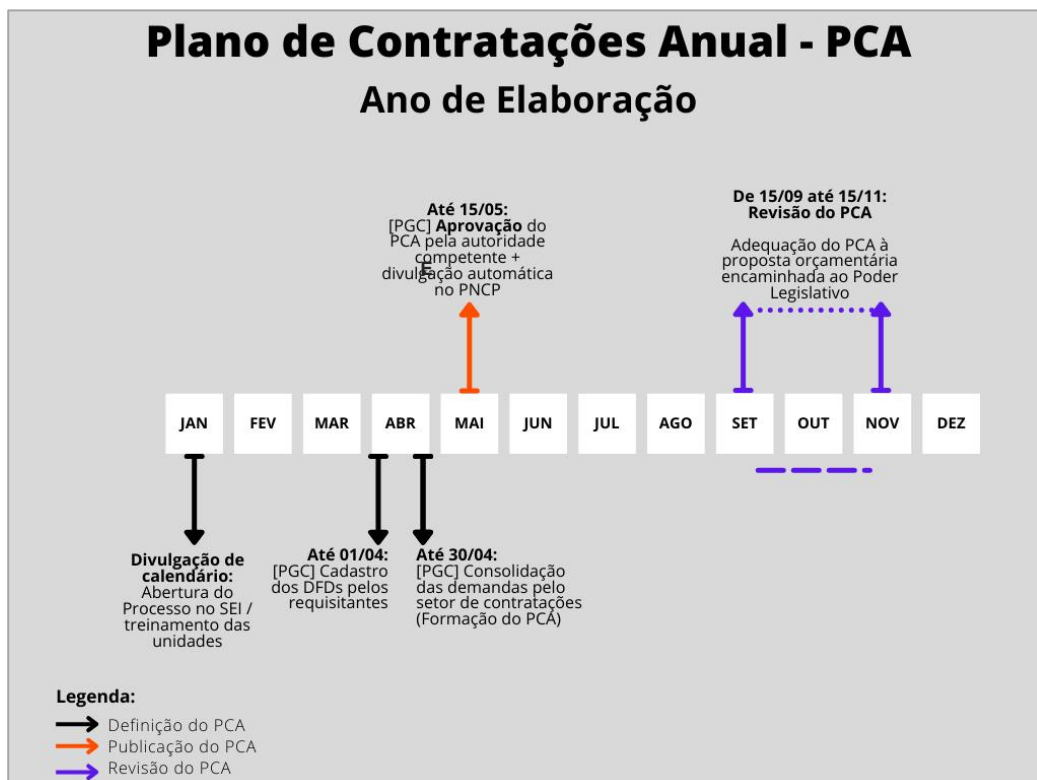 Plano de Contratações Anual - PCA
Ano de Elaboração
Até 15/05:
[PGC] Aprovação do
PCA pela autoridade
competente +
divulgação automática
no PNCP
E
De 15/09 até 15/11:
Revisão do PCA
Adequação do PCA à
proposta orçamentária
encaminhada ao Poder
Legislativo
JAN FEV MAR ABR MAI JUN JUL AGO SET OUT NOV DEZ
Divulgação de
calendário:
Abertura do
Processo no SEI /
treinamento das
unidades
Até 01/04:
[PGC] Cadastro
dos DFDs pelos
requisitantes
Até 30/04:
[PGC] Consolidação
das demandas pelo
setor de contratações
(Formação do PCA)
Legenda:
Definição do PCA
Publicação do PCA
Revisão do PCA